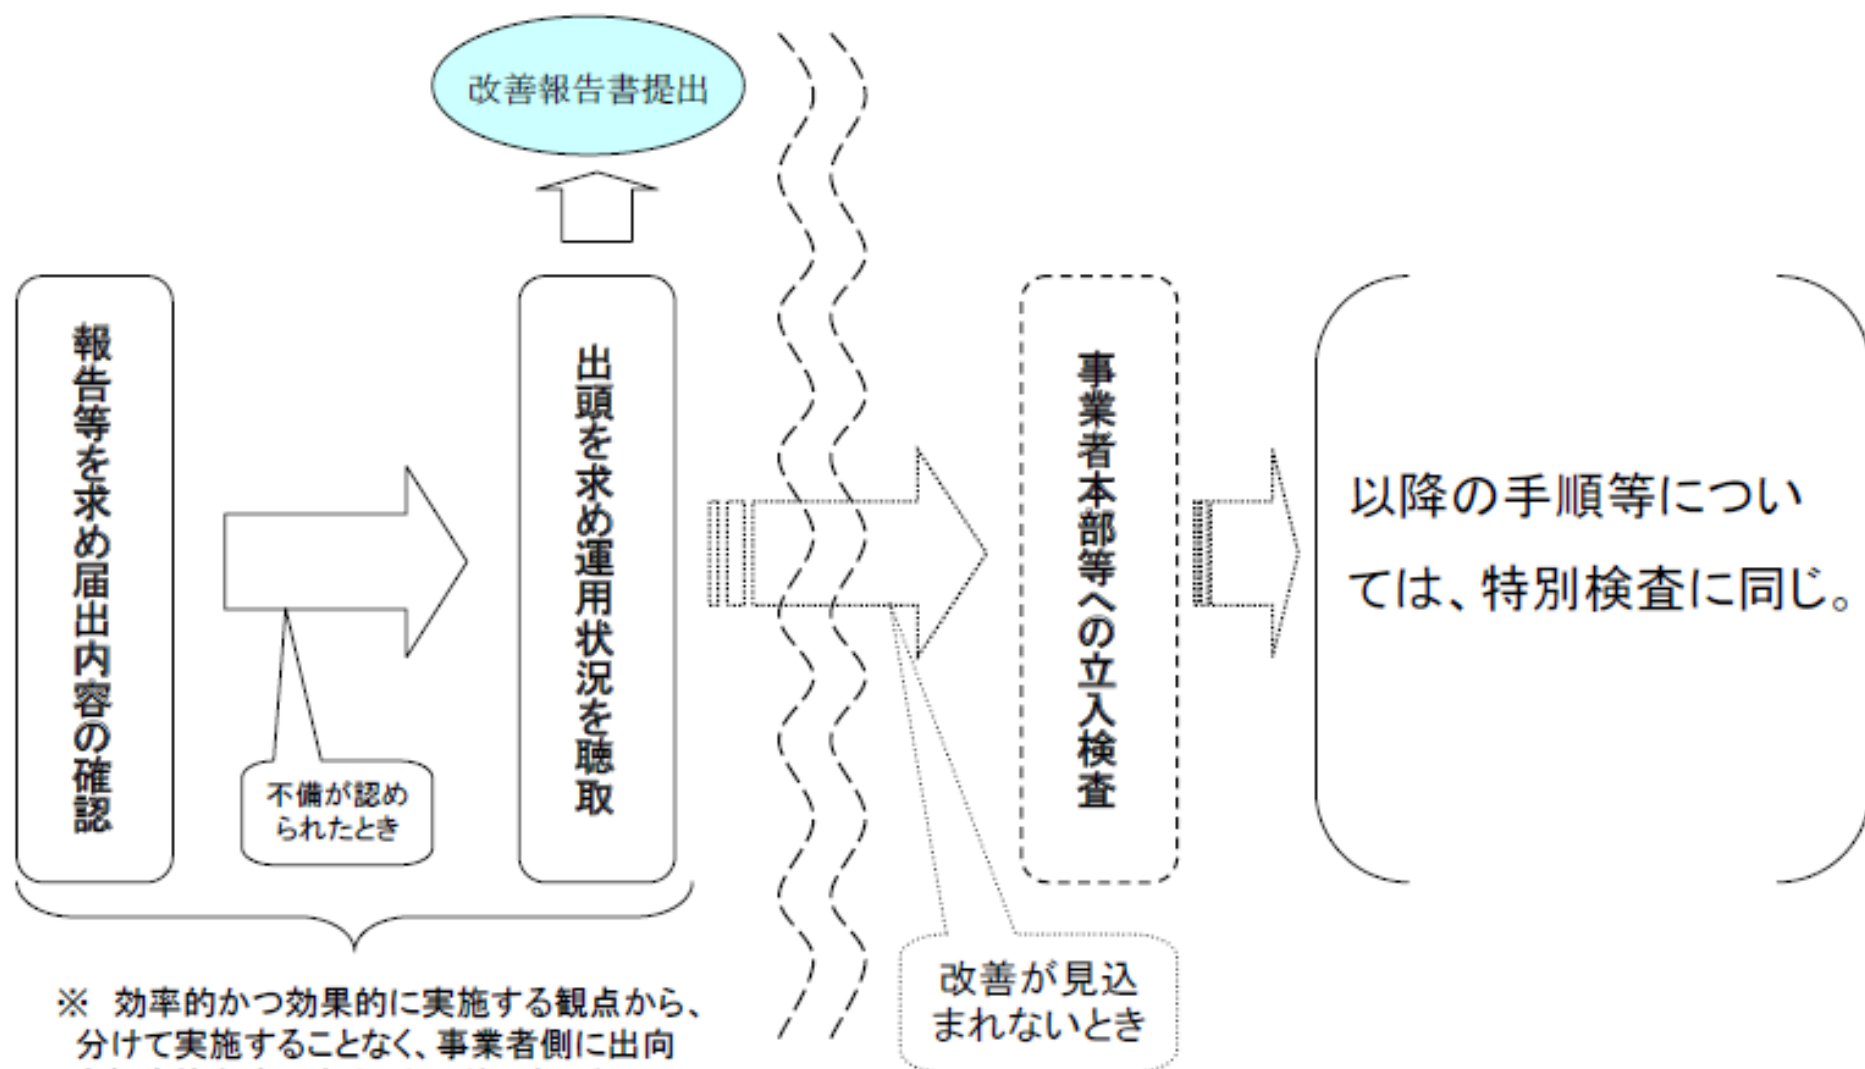 改善報告書提出
報告等を求め届出内容の確認
不備が認め
られたとき
出頭を求め運用状況を聴取
事業者本部等への立入検査
改善が見込
まれないとき
以降の手順等につい
ては、特別検査に同じ。
※ 効率的かつ効果的に実施する観点から、
分けて実施することなく、事業者側に出向